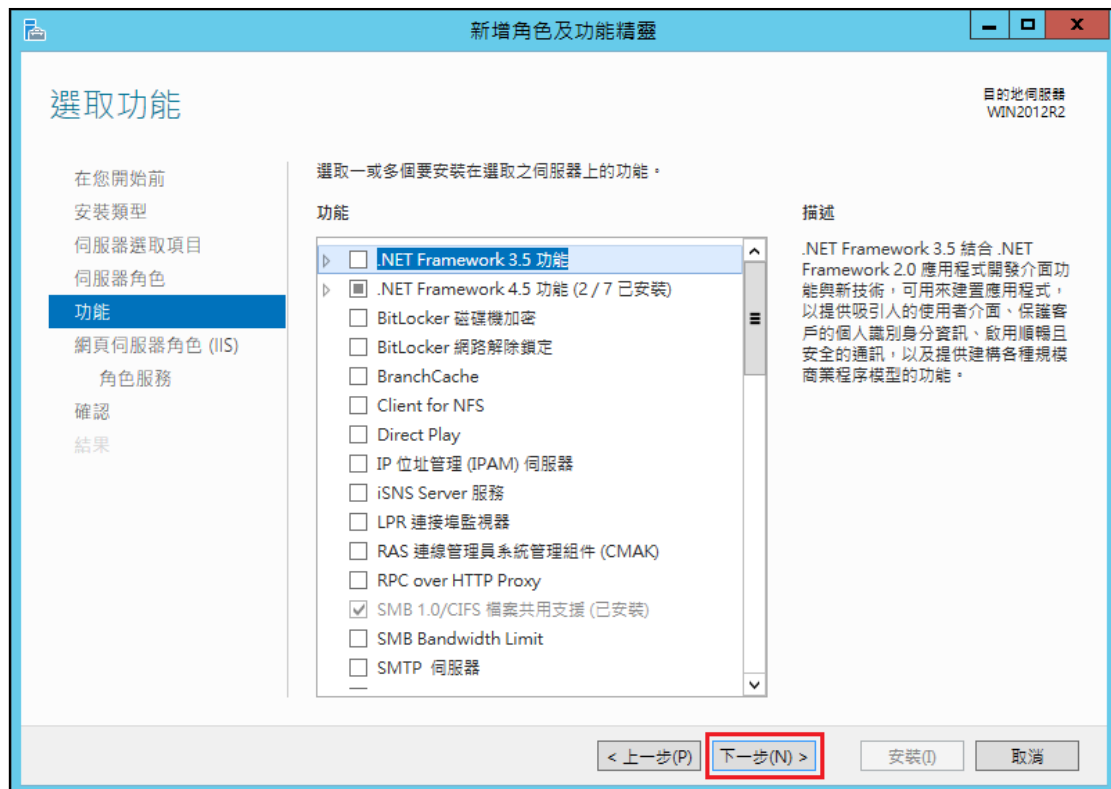 新增角色及功能精靈
選取功能
目的地伺服器
WIN2012R2
在您開始前
安裝類型
伺服器選取項目
伺服器角色
功能
網頁伺服器角色 (IIS)
角色服務
確認
結果
選取一或多個要安裝在選取之伺服器上的功能。
功能
.NET Framework 3.5 功能
.NET Framework 4.5 功能 (2 / 7 已安裝)
BitLocker 磁碟機加密
BitLocker 網路解除鎖定
BranchCache
Client for NFS
Direct Play
IP 位址管理 (IPAM) 伺服器
iSNS Server 服務
LPR 連接埠監視器
RAS 連線管理員系統管理組件 (CMAK)
RPC over HTTP Proxy
SMB 1.0/CIFS 檔案共用支援 (已安裝)
SMB Bandwidth Limit
SMTP 伺服器
描述
.NET Framework 3.5 結合 .NET
Framework 2.0 應用程式開發介面功
能與新技術，可用來建置應用程式，
以提供吸引人的使用者介面、保護客
戶的個人識別身分資訊、啟用順暢且
安全的通訊，以及提供建構各種規模
商業程序模型的功能。
< 上一步(P)
下一步(N) >
安裝(I)
取消